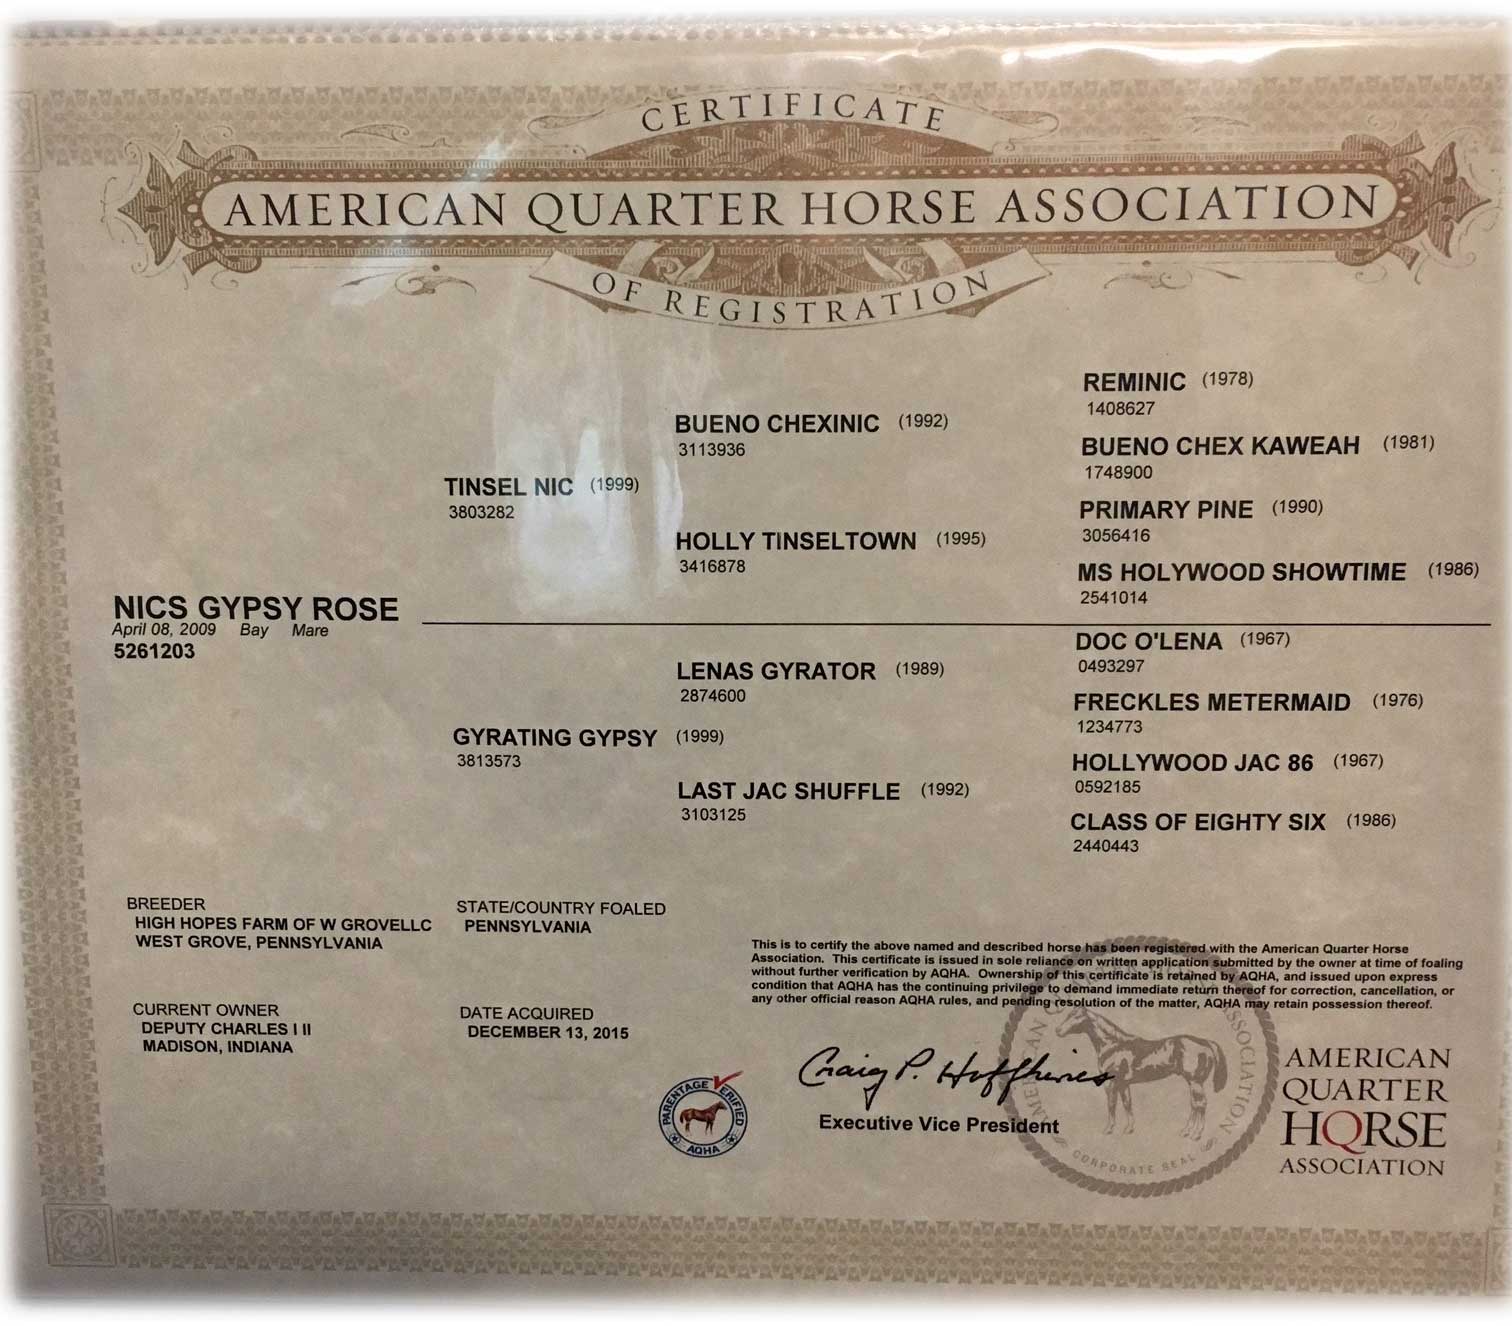 CERTIFICATE
AMERICAN QUARTER HORSE ASSOCIATION
OF REGISTRATION
REMINIC (1978)
1408627
BUENO CHEXINIC (1992)
3113936
BUENO CHEX KAWEAH (1981)
1748900
TINSEL NIC (1999)
3803282
PRIMARY PINE (1990)
3056416
HOLLY TINSELTOWN (1995)
3416878
MS HOLYWOOD SHOWTIME (1986)
2541014
NICS GYPSY ROSE
April 08, 2009 Bay Mare
5261203
DOC O'LENA (1967)
0493297
LENAS GYRATOR (1989)
2874600
FRECKLES METERMAID (1976)
1234773
GYRATING GYPSY (1999)
3813573
HOLLYWOOD JAC 86 (1967)
0592185
LAST JAC SHUFFLE (1992)
3103125
CLASS OF EIGHTY SIX (1986)
2440443
BREEDER
HIGH HOPES FARM OF W GROVELLC
WEST GROVE, PENNSYLVANIA
STATE/COUNTRY FOALED
PENNSYLVANIA
CURRENT OWNER
DEPUTY CHARLES I II
MADISON, INDIANA
DATE ACQUIRED
DECEMBER 13, 2015
This is to certify the above named and described horse has been registered with the American Quarter Horse
Association. This certificate is issued in sole reliance on written application submitted by the owner at time of foaling
without further verification by AQHA. Ownership of this certificate is retained by AQHA, and issued upon express
condition that AQHA has the continuing privilege to demand immediate return thereof for correction, cancellation, or
any other official reason AQHA rules, and pending resolution of the matter, AQHA may retain possession thereof.
Craig P. Huffhines
Executive Vice President
PARENTAGE VERIFIED
AQHA
AMERICAN ASSOCIATION
CORPORATE SEAL
AMERICAN
QUARTER
HORSE
ASSOCIATION